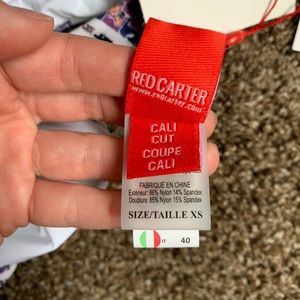 RED CARTER
www.redcarter.com
CALI
CUT
COUPE
CALI
FABRIQUÉ EN CHINE
Extérieur: 86% Nylon 14% Spandex
Doublure: 85% Nylon 15% Spandex
SIZE/TAILLE XS
IT 40